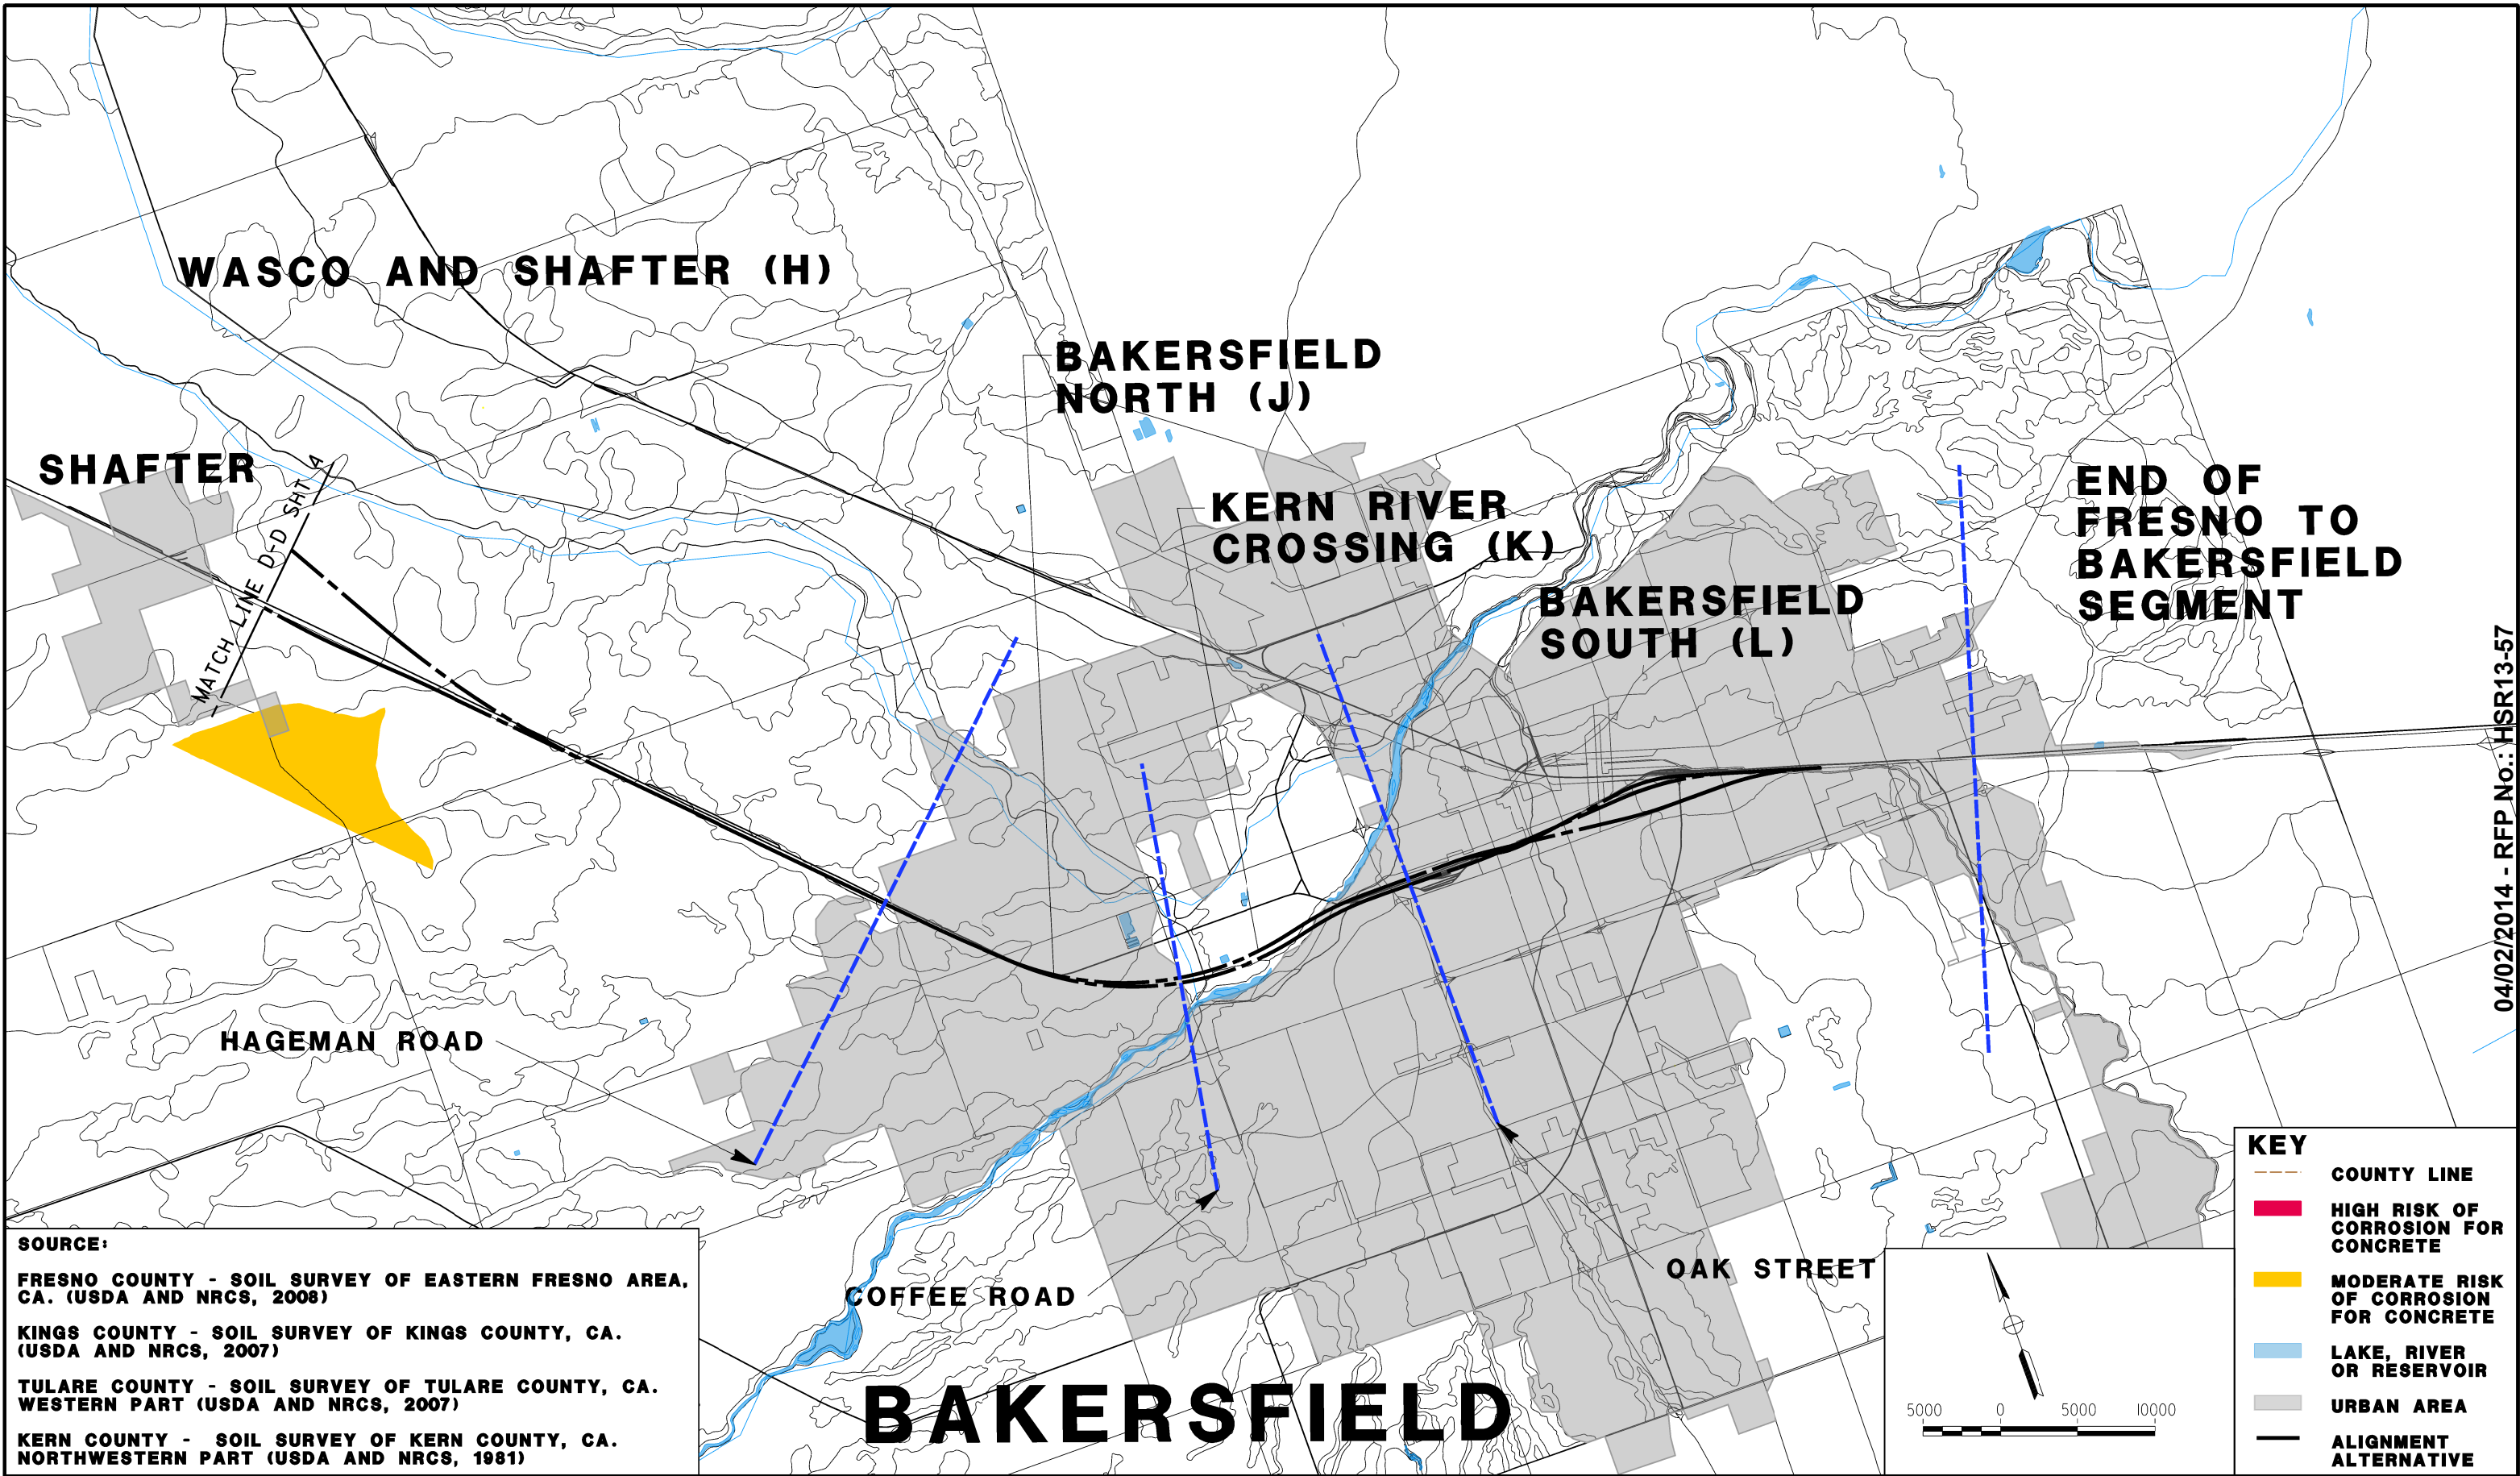 WASCO AND SHAFTER (H)
BAKERSFIELD
NORTH (J)
SHAFTER
MATCH LINE D-D SHT 4
KERN RIVER
CROSSING (K)
BAKERSFIELD
SOUTH (L)
END OF
FRESNO TO
BAKERSFIELD
SEGMENT
04/02/2014 - RFP No.: HSR13-57
HAGEMAN ROAD
COFFEE ROAD
OAK STREET
BAKERSFIELD
SOURCE:
FRESNO COUNTY - SOIL SURVEY OF EASTERN FRESNO AREA,
CA. (USDA AND NRCS, 2008)
KINGS COUNTY - SOIL SURVEY OF KINGS COUNTY, CA.
(USDA AND NRCS, 2007)
TULARE COUNTY - SOIL SURVEY OF TULARE COUNTY, CA.
WESTERN PART (USDA AND NRCS, 2007)
KERN COUNTY - SOIL SURVEY OF KERN COUNTY, CA.
NORTHWESTERN PART (USDA AND NRCS, 1981)
5000 0 5000 10000
KEY
COUNTY LINE
HIGH RISK OF
CORROSION FOR
CONCRETE
MODERATE RISK
OF CORROSION
FOR CONCRETE
LAKE, RIVER
OR RESERVOIR
URBAN AREA
ALIGNMENT
ALTERNATIVE